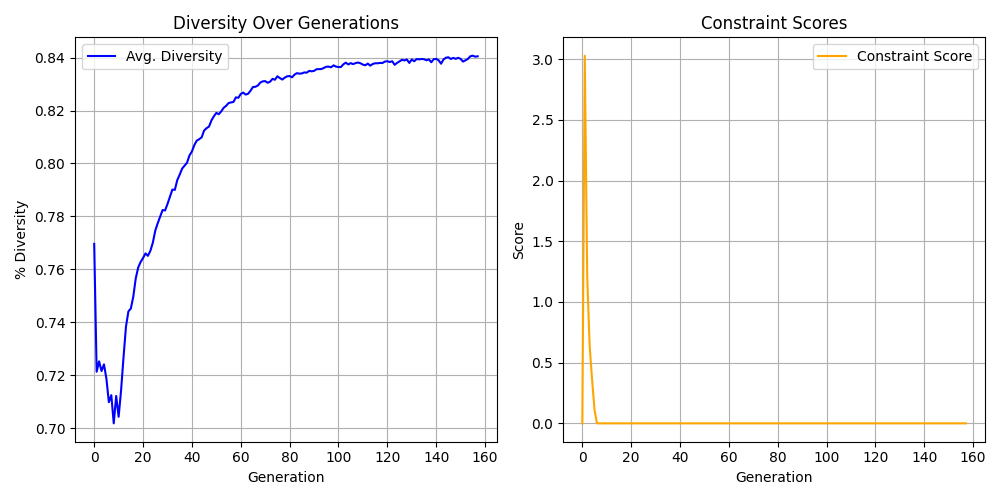 Diversity Over Generations
Avg. Diversity
% Diversity
0.84
0.82
0.80
0.78
0.76
0.74
0.72
0.70
0 20 40 60 80 100 120 140 160
Generation
Constraint Scores
Constraint Score
Score
3.0
2.5
2.0
1.5
1.0
0.5
0.0
0 20 40 60 80 100 120 140 160
Generation